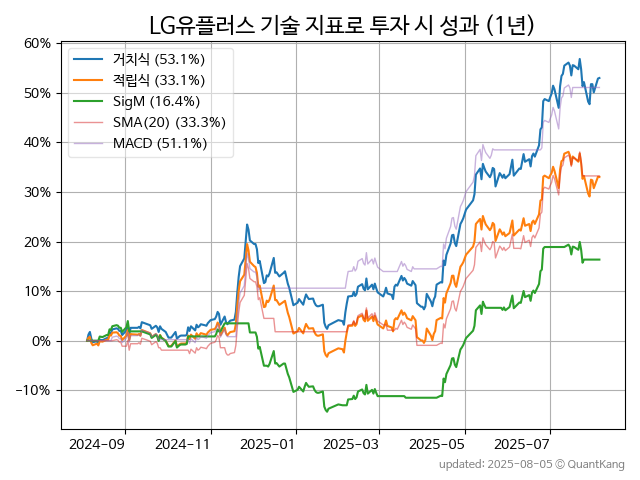 LG유플러스 기술 지표로 투자 시 성과 (1년)
60%
50%
40%
30%
20%
10%
0%
−10%
거치식 (53.1%)
적립식 (33.1%)
SigM (16.4%)
SMA(20) (33.3%)
MACD (51.1%)
2024-09 2024-11 2025-01 2025-03 2025-05 2025-07
updated: 2025-08-05 © QuantKang